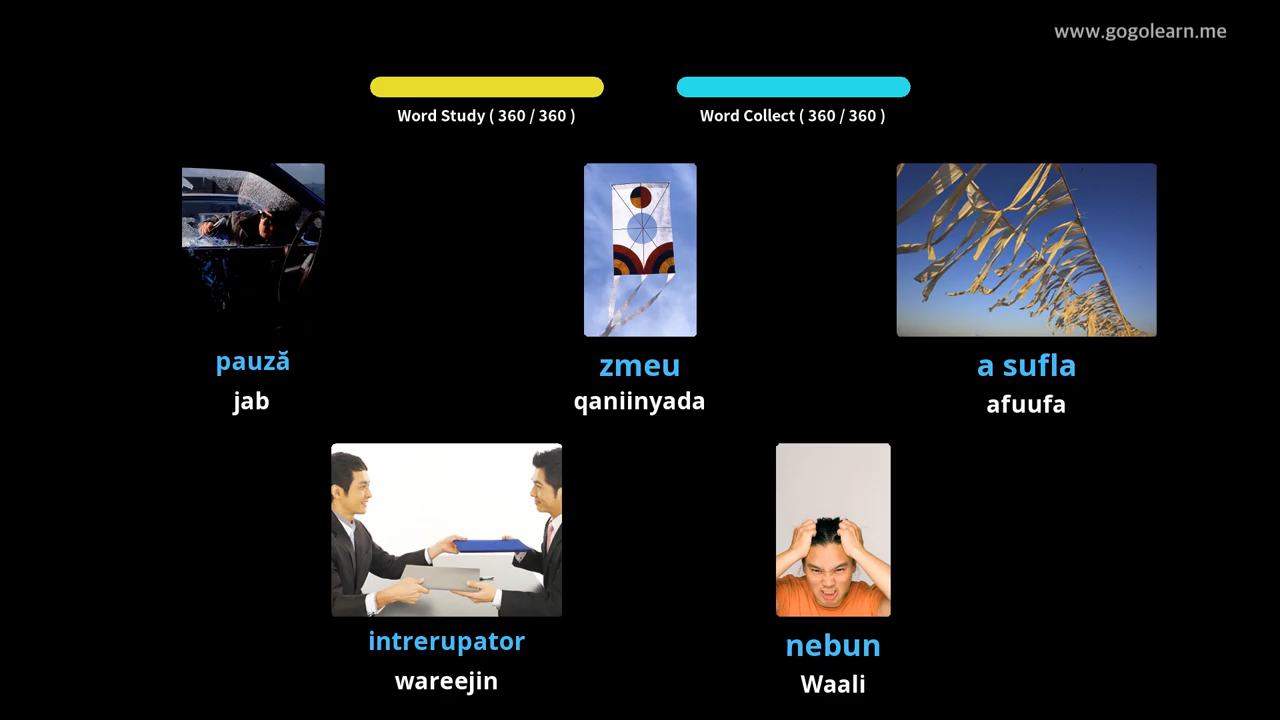 www.gogolearn.me
Word Study ( 360 / 360 )
Word Collect ( 360 / 360 )
pauză
jab
zmeu
qaniinyada
a sufla
afuufa
intrerupator
wareejin
nebun
Waali